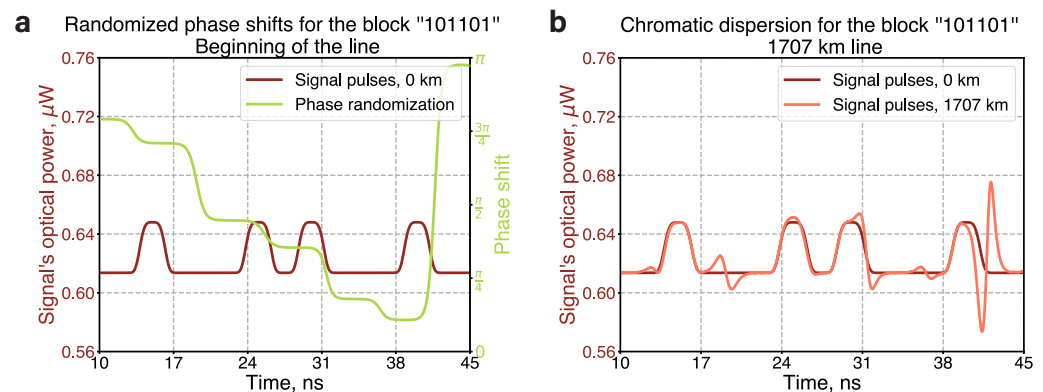 a
Randomized phase shifts for the block "101101"
Beginning of the line
Signal's optical power, μW
0.76
0.72
0.68
0.64
0.60
0.56
Signal pulses, 0 km
Phase randomization
π
3π/4
π/2
π/4
0
Phase shift
10 17 24 31 38 45
Time, ns
b
Chromatic dispersion for the block "101101"
1707 km line
Signal's optical power, μW
0.76
0.72
0.68
0.64
0.60
0.56
Signal pulses, 0 km
Signal pulses, 1707 km
10 17 24 31 38 45
Time, ns